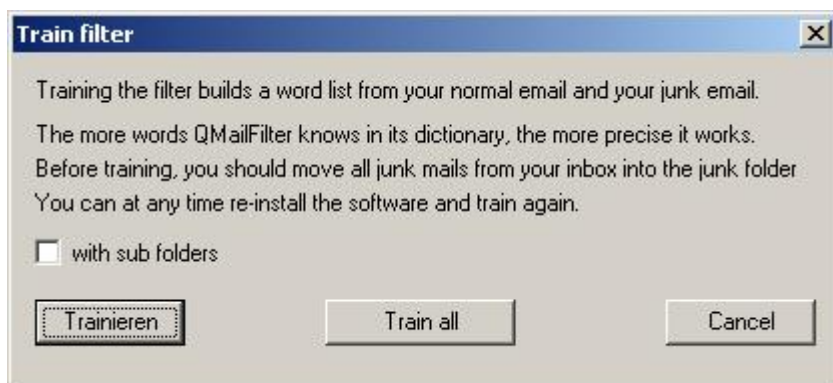 Train filter
Training the filter builds a word list from your normal email and your junk email.
The more words QMailFilter knows in its dictionary, the more precise it works.
Before training, you should move all junk mails from your inbox into the junk folder
You can at any time re-install the software and train again.
with sub folders
Trainieren Train all Cancel